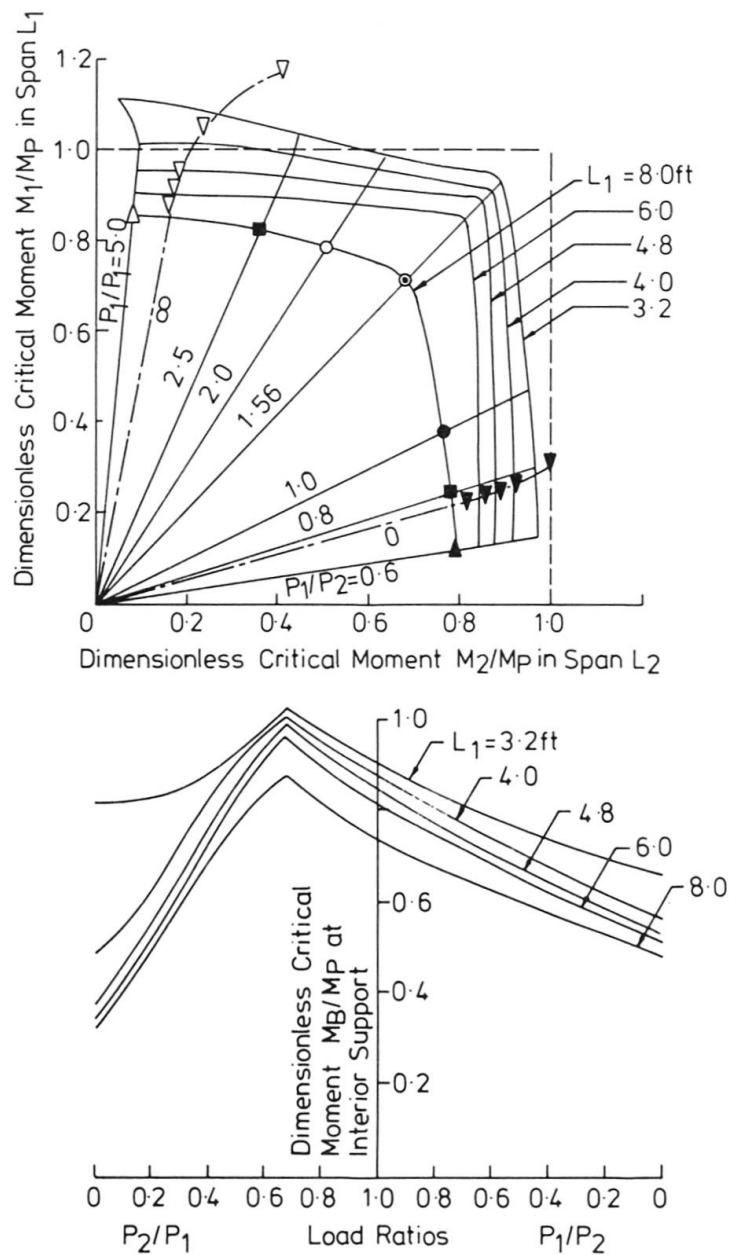 Dimensionless Critical Moment M₁/Mp in Span L₁
1·2
1·0
0·8
0·6
0·4
0·2
0
0·2
0·4
0·6
0·8
1·0
P₁/P₁=5·0
∞
2·5
2·0
1·56
1·0
0·8
0
P₁/P₂=0·6
L₁ =8·0ft
6·0
4·8
4·0
3·2
Dimensionless Critical Moment M₂/Mp in Span L₂
L₁=3·2ft
4·0
4·8
6·0
8·0
1·0
0·6
0·4
0·2
Dimensionless Critical
Moment MB/Mp at
Interior Support
0 0·2 0·4 0·6 0·8 1·0 0·8 0·6 0·4 0·2 0
P₂/P₁ Load Ratios P₁/P₂